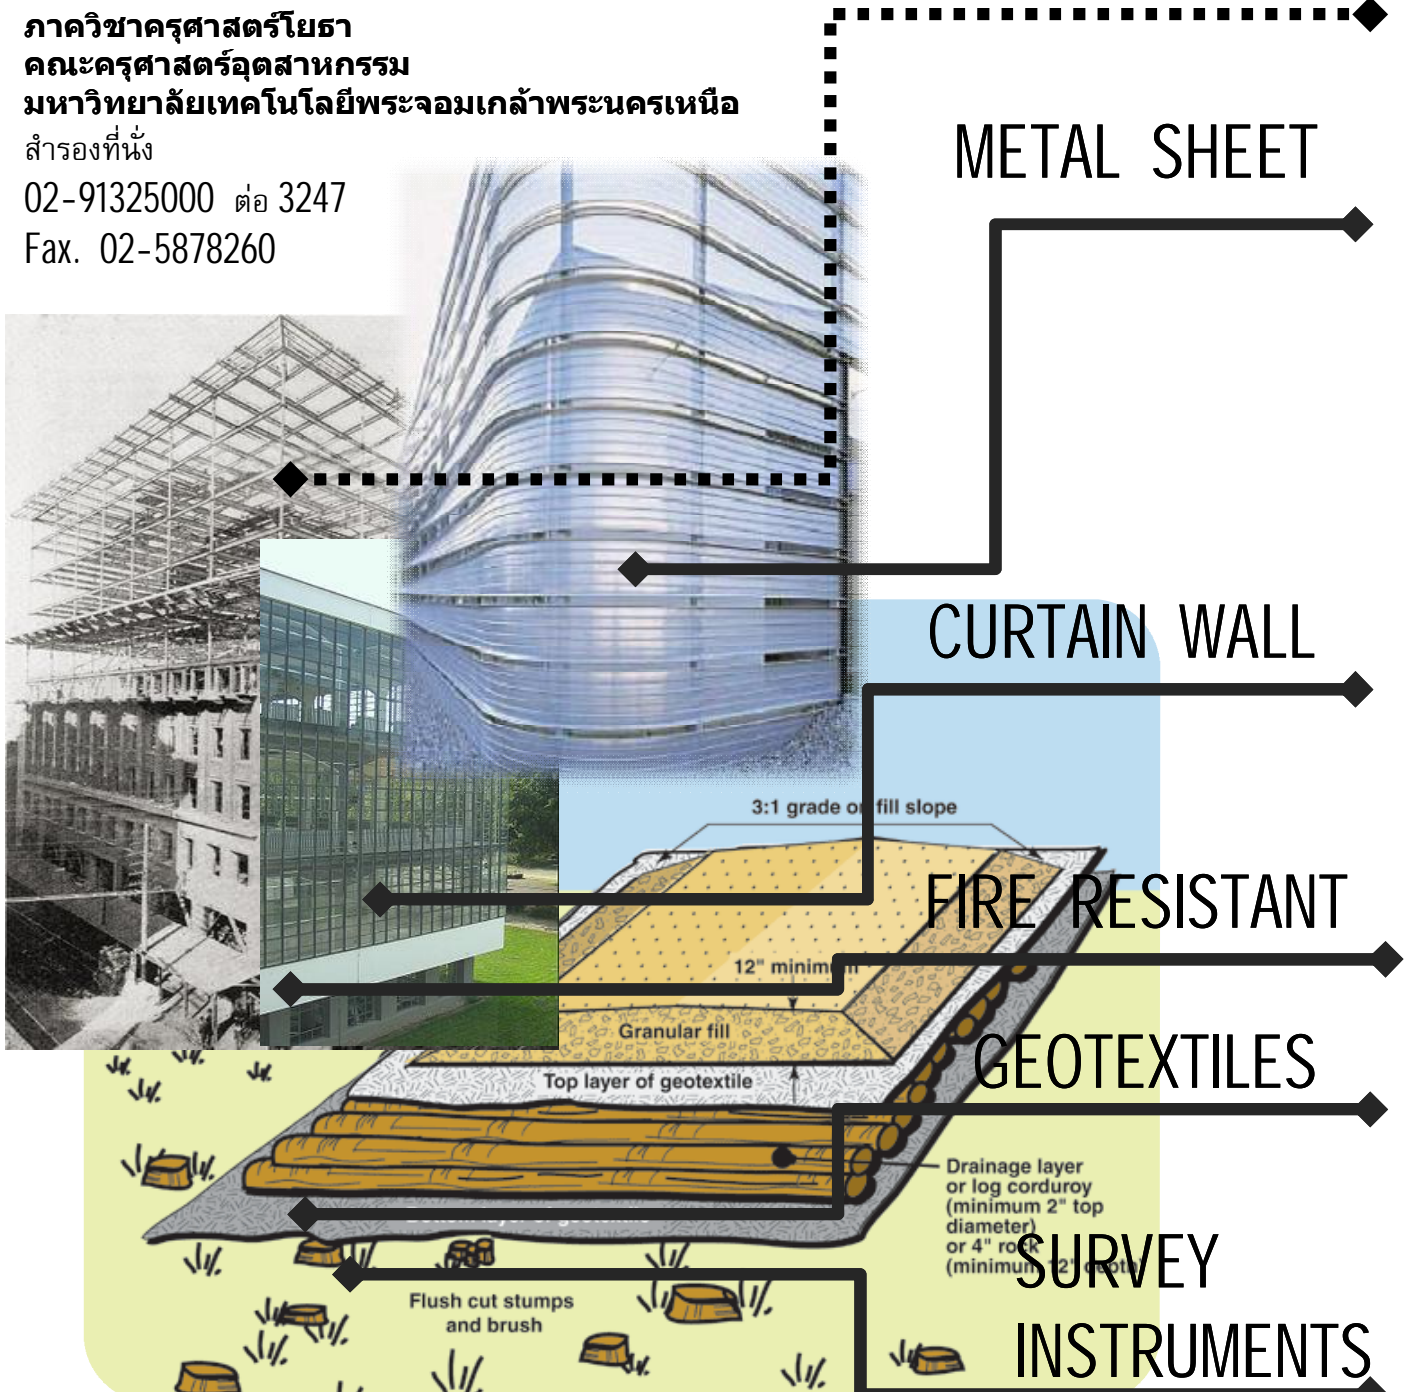 ภาควิชาครุศาสตร์โยธา
คณะครุศาสตร์อุตสาหกรรม
มหาวิทยาลัยเทคโนโลยีพระจอมเกล้าพระนครเหนือ
สำรองที่นั่ง
02-91325000 ต่อ 3247
Fax. 02-5878260
METAL SHEET
CURTAIN WALL
3:1 grade on fill slope
FIRE RESISTANT
12" minimum
Granular fill
GEOTEXTILES
Top layer of geotextile
Drainage layer
or log corduroy
(minimum 2" top
diameter)
or 4" rock
(minimum 12" depth)
Bottom layer of geotextile
SURVEY
INSTRUMENTS
Flush cut stumps
and brush